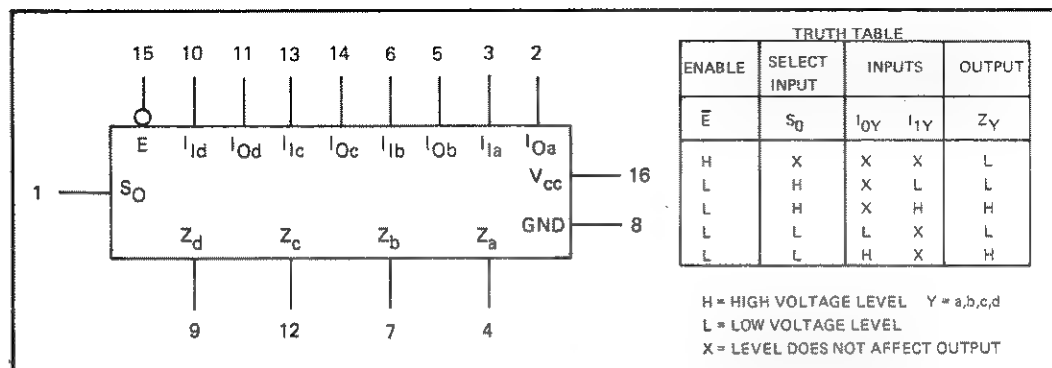 15 10 11 13 14 6 5 3 2
E I1d I0d I1c I0c I1b I0b I1a I0a
Vcc 16
1 S0
GND 8
Zd Zc Zb Za
9 12 7 4
TRUTH TABLE
ENABLE SELECT INPUT INPUTS OUTPUT
E̅ S0 I0Y I1Y ZY
H X X X L
L H X L L
L H X H H
L L L X L
L L H X H
H = HIGH VOLTAGE LEVEL Y = a,b,c,d
L = LOW VOLTAGE LEVEL
X = LEVEL DOES NOT AFFECT OUTPUT